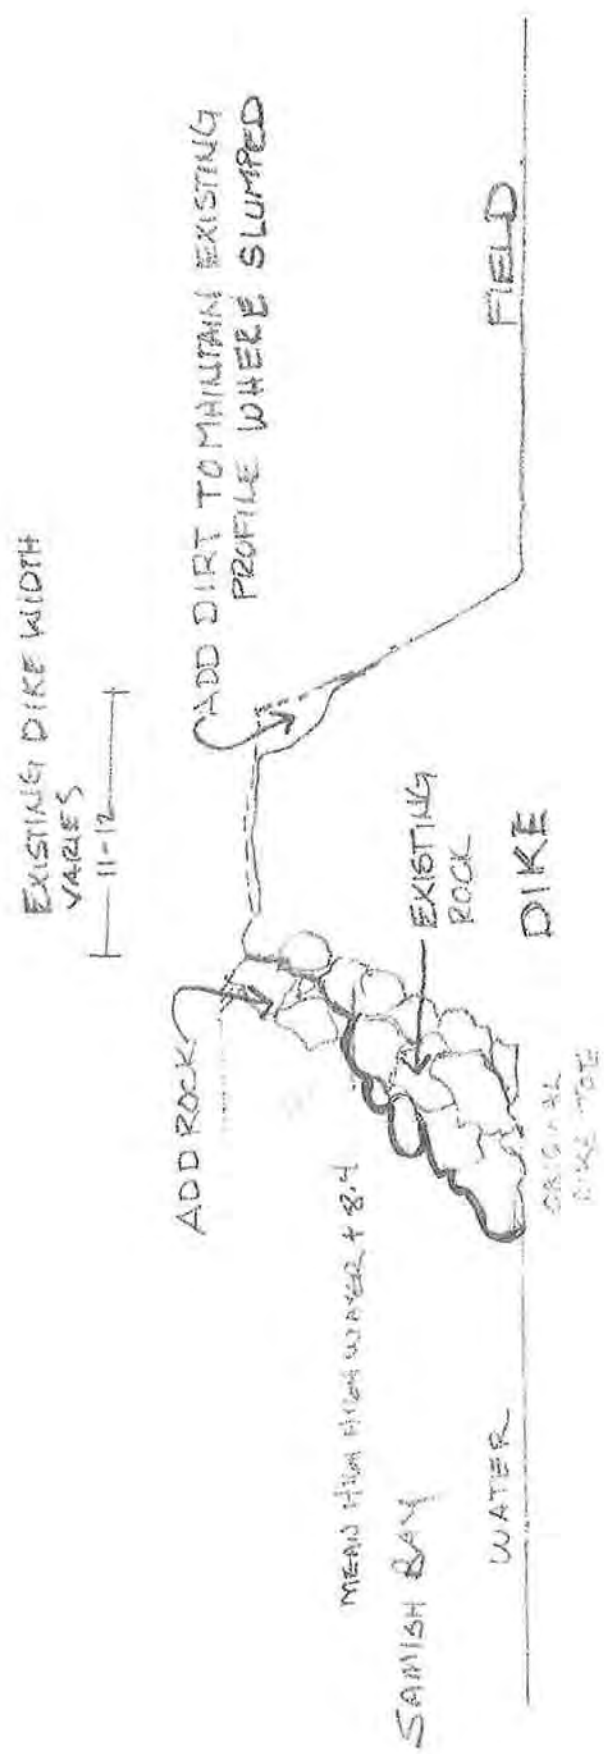 EXISTING DIKE WIDTH
VARIES
11-12
ADD DIRT TO MAINTAIN EXISTING
PROFILE WHERE SLUMPED
ADD ROCK
EXISTING
ROCK
MEAN HIGH HIGH WATER + 8.4
SAMISH BAY
WATER
ORIGINAL
DIKE TOE
DIKE
FIELD